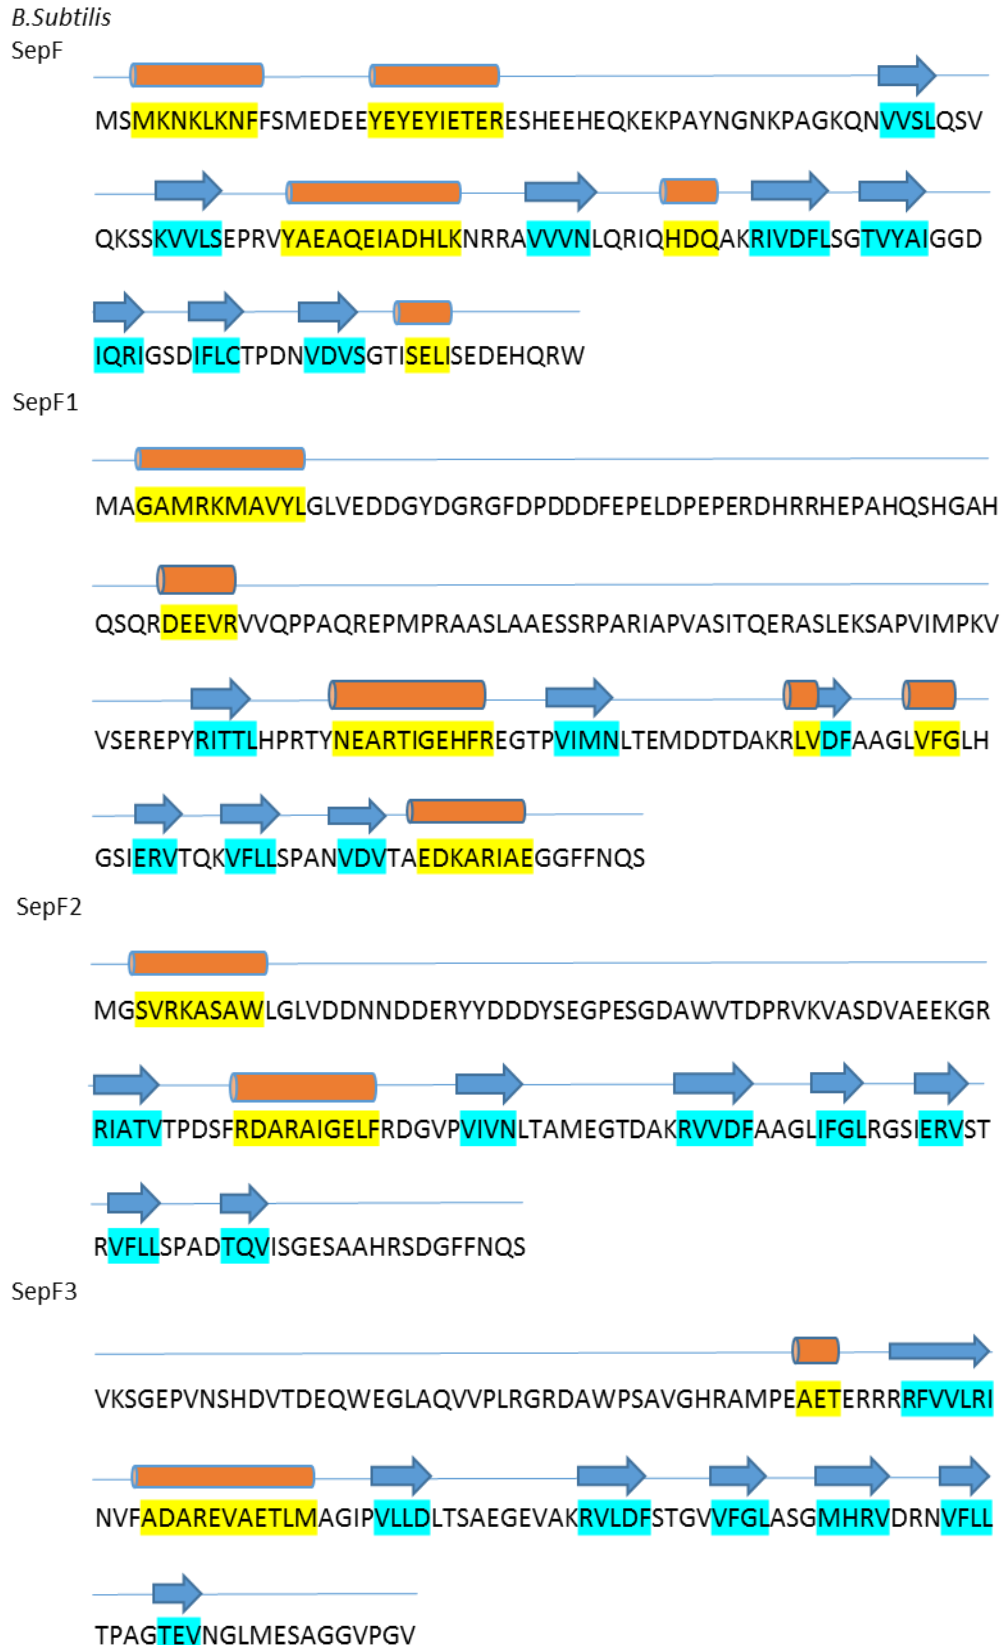 B.Subtilis
SepF
MSMKNKLKNFFSMEDEEYEYEYIETERESHEEHEQKEKPAYNGNKPAGKQNVVSLQSV
QKSSKVVLSEPRVYAEAQEIADHLKNRRAVVVNLQRIQHDQAKRIVDFLSGTVYAIGGD
IQRIGSDIFLCTPDNVDVSGTISELISEDEHQRW
SepF1
MAGAMRKMAVYLGLVEDDGYDGRGFDPDDDFEPELDPEPERDHRRHEPAHQSHGAH
QSQRDEEVRVVQPPAQREPMPRAASLAAESSRPARIAPVASITQERASLEKSAPVIMPKV
VSEREPYRITTLHPRTYNEARTIGEHFREGTPVIMNLTEMDDTDAKRLVDFAAGLVFGLH
GSIERVTQKVFLLSPANVDVTAEDKARIAEGGFFNQS
SepF2
MGSVRKASAWLGLVDDNNDDERYYDDDYSEGPESGDAWVTDPRVKVASDVAEEKGR
RIATVTPDSFRDARAIGELFRDGVPVIVNLTAMEGTDAKRVVDFAAGLIFGLRGSIERVST
RVFLLSPADTQVISGESAAHRSDGFFNQS
SepF3
VKSGEPVNSHDVTDEQWEGLAQVVPLRGRDAWPSAVGHRAMPEAETERRRRFVVLRI
NVFADAREVAETLMAGIPVLLDLTSAEGEVAKRVLDFSTGVVFGLASGMHRVDRNVFLL
TPAGTEVNGLMESAGGVPGV